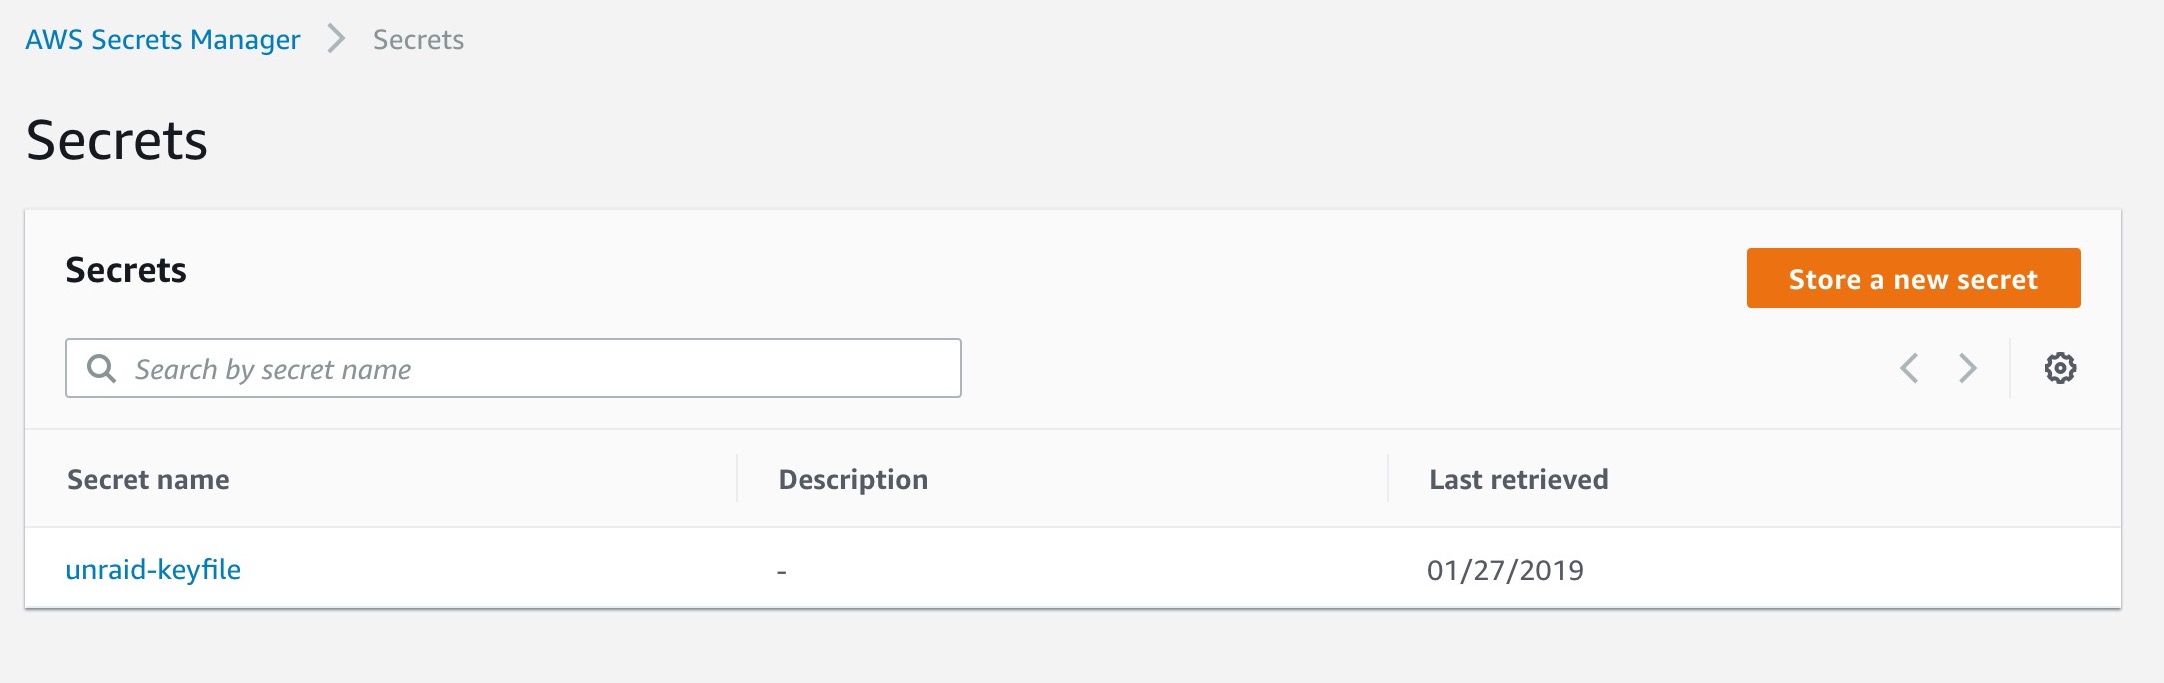 AWS Secrets Manager > Secrets
Secrets
Secrets
Store a new secret
Search by secret name
Secret name Description Last retrieved
unraid-keyfile - 01/27/2019